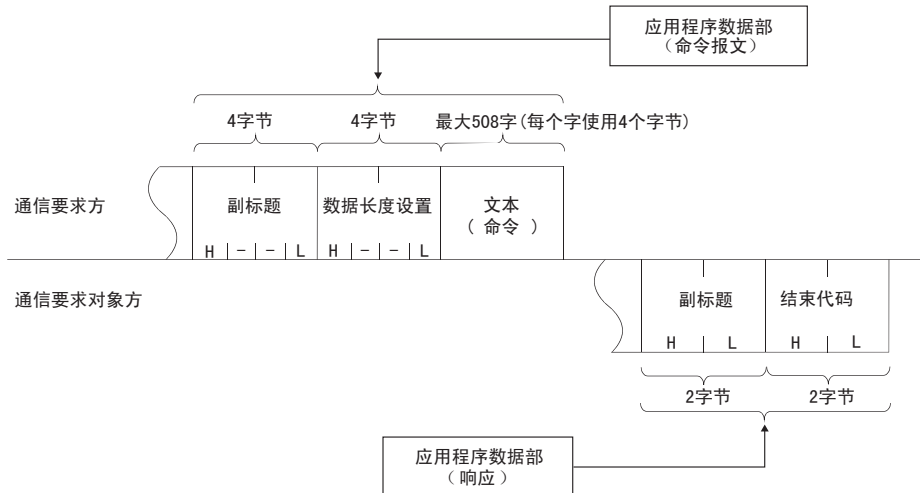 应用程序数据部
（命令报文）
4字节
4字节
最大508字(每个字使用4个字节)
通信要求方
副标题
数据长度设置
文本
( 命令 )
H - - L
H - - L
通信要求对象方
副标题
结束代码
H L
H L
2字节
2字节
应用程序数据部
（响应）